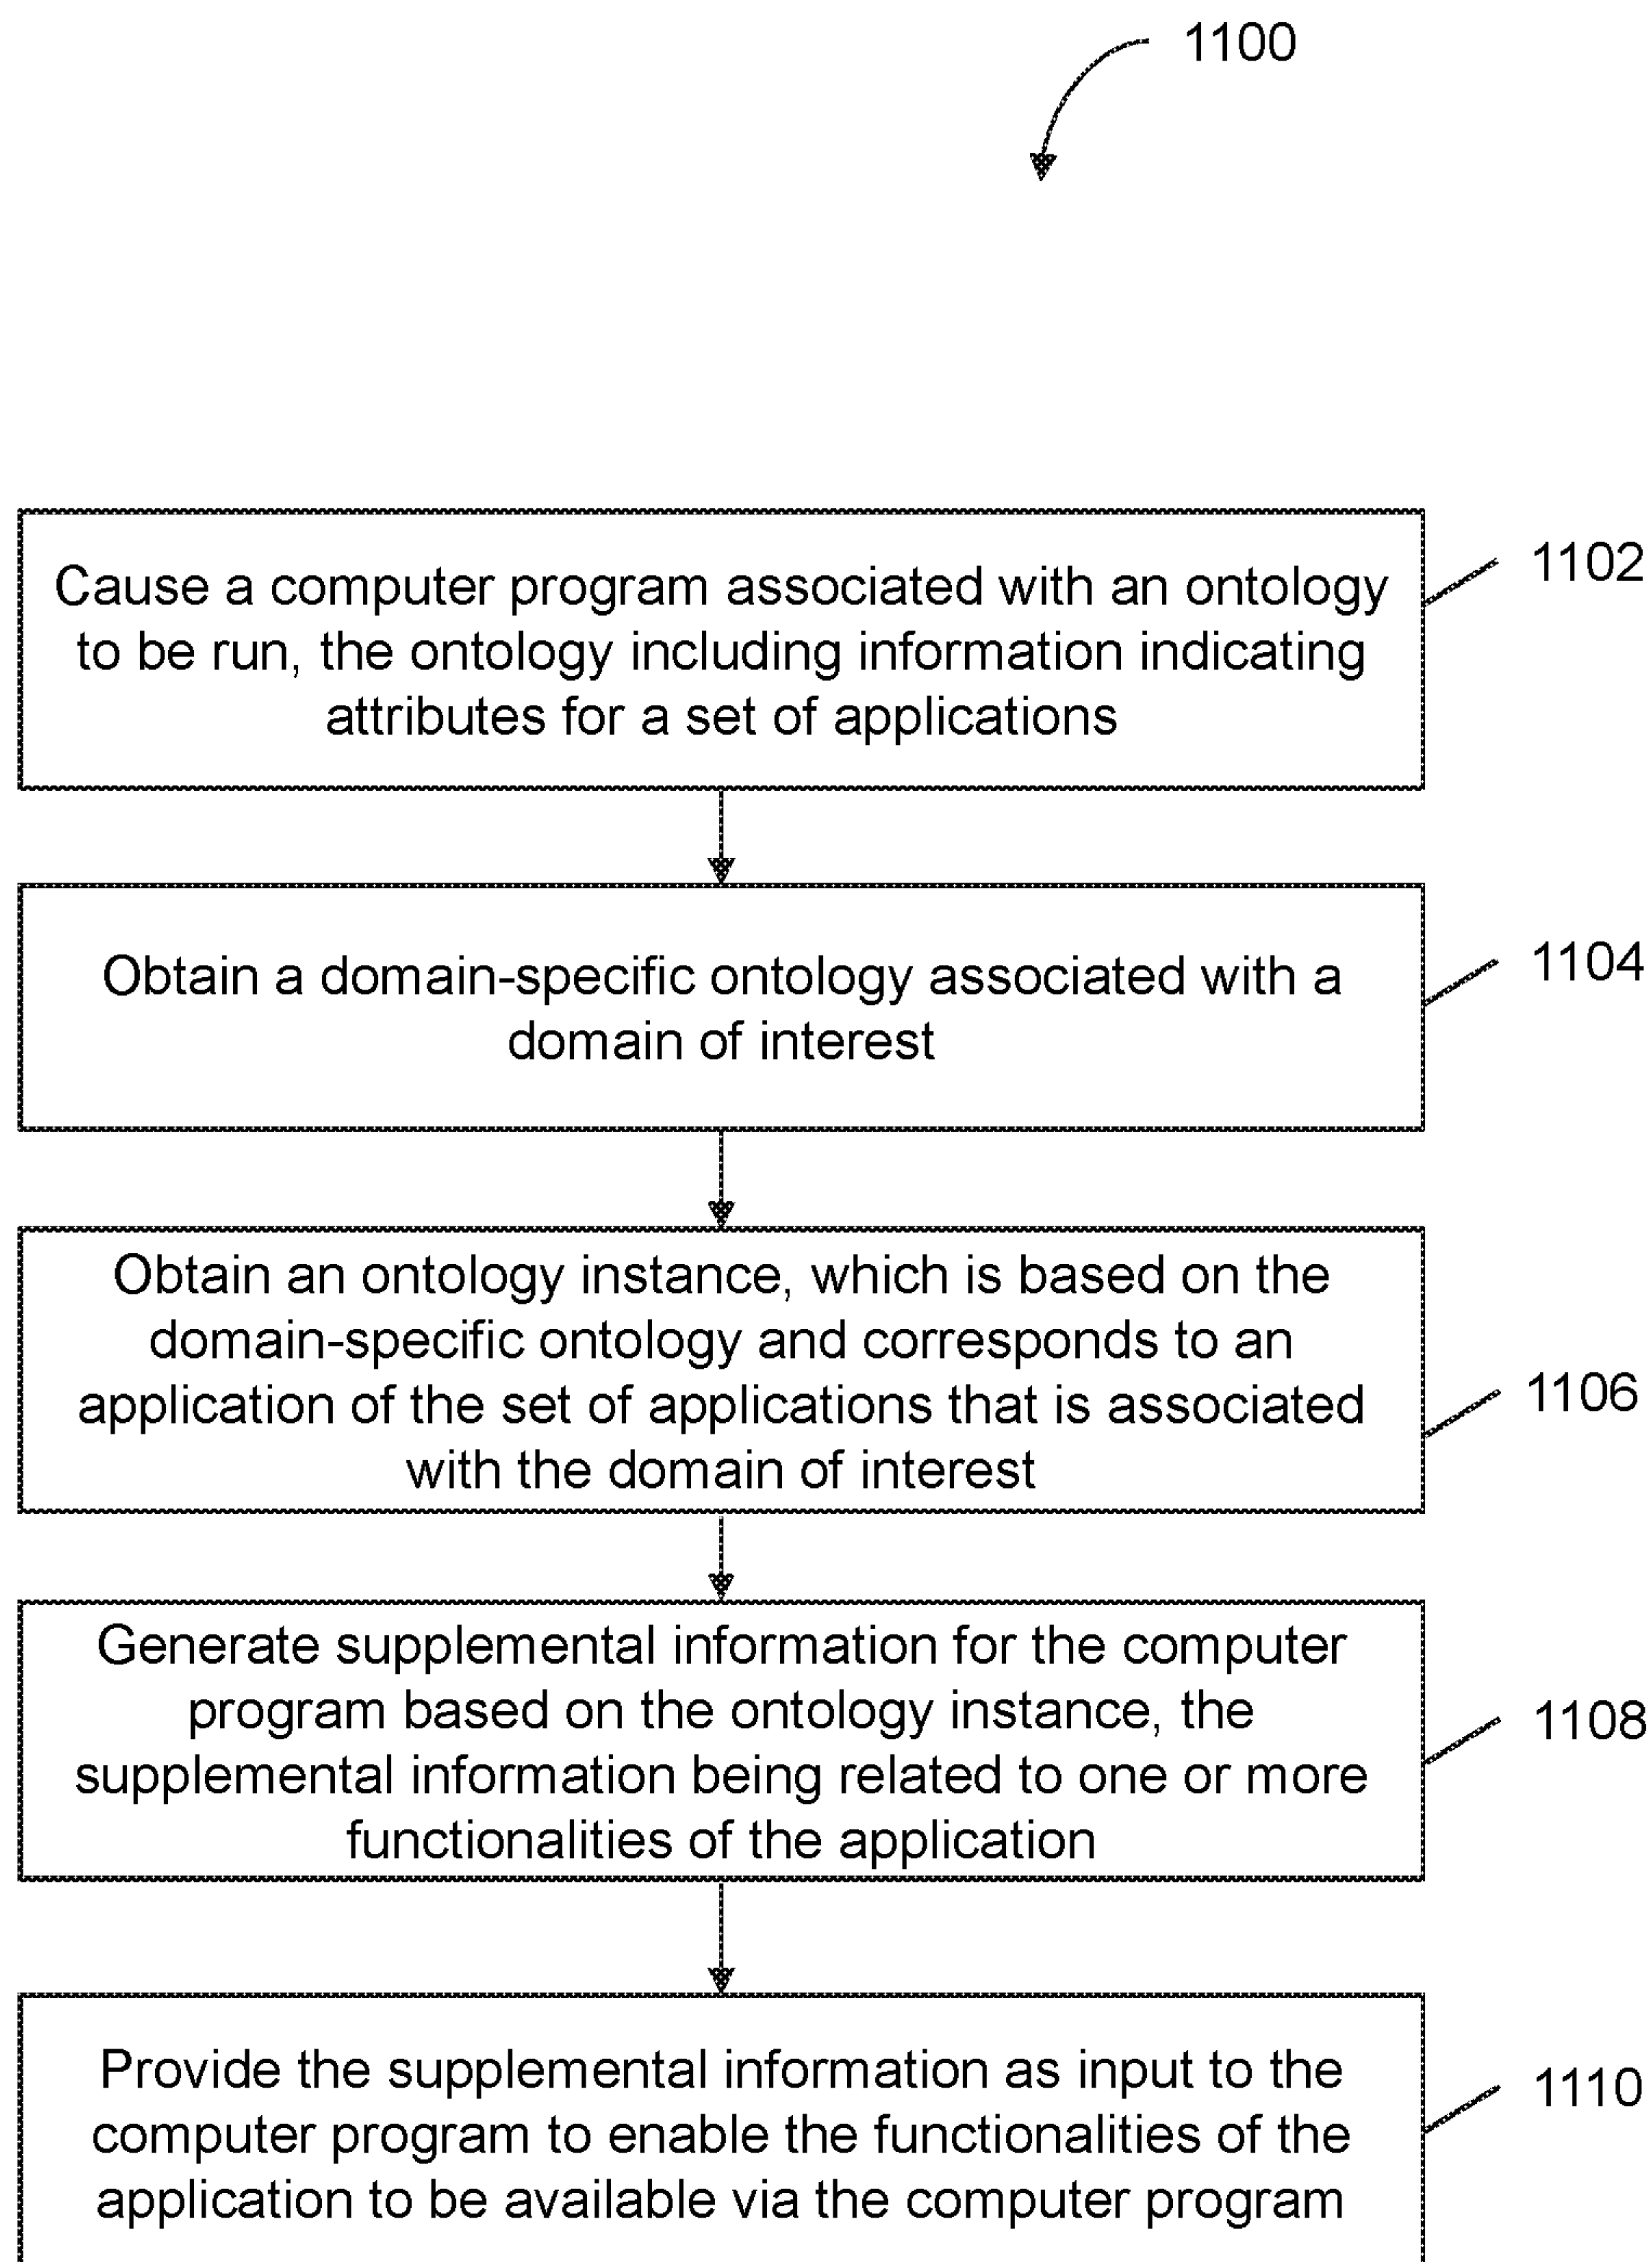 1100
Cause a computer program associated with an ontology
to be run, the ontology including information indicating
attributes for a set of applications
1102
Obtain a domain-specific ontology associated with a
domain of interest
1104
Obtain an ontology instance, which is based on the
domain-specific ontology and corresponds to an
application of the set of applications that is associated
with the domain of interest
1106
Generate supplemental information for the computer
program based on the ontology instance, the
supplemental information being related to one or more
functionalities of the application
1108
Provide the supplemental information as input to the
computer program to enable the functionalities of the
application to be available via the computer program
1110